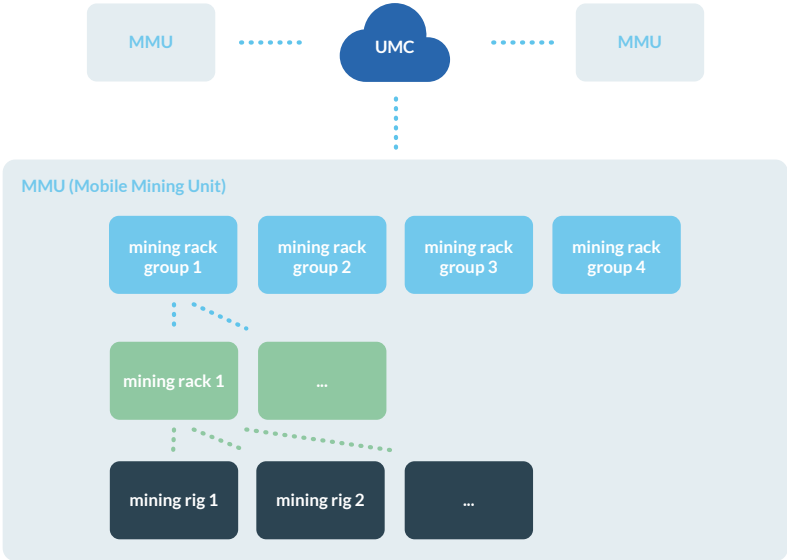 MMU
UMC
MMU
MMU (Mobile Mining Unit)
mining rack
group 1
mining rack
group 2
mining rack
group 3
mining rack
group 4
mining rack 1
...
mining rig 1
mining rig 2
...